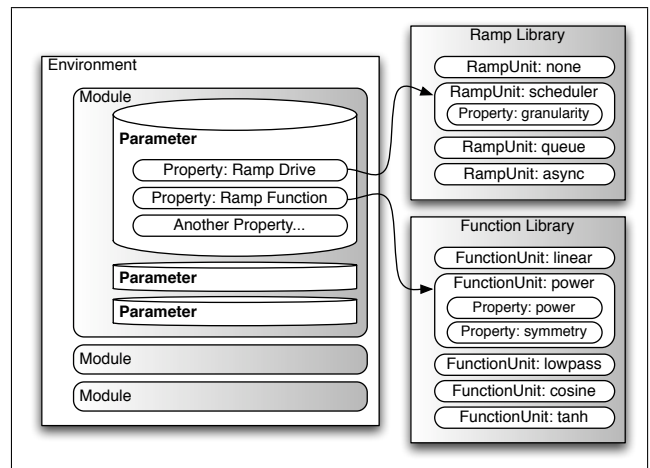 Environment
Module
Parameter
Property: Ramp Drive
Property: Ramp Function
Another Property...
Parameter
Parameter
Module
Module
Ramp Library
RampUnit: none
RampUnit: scheduler
Property: granularity
RampUnit: queue
RampUnit: async
Function Library
FunctionUnit: linear
FunctionUnit: power
Property: power
Property: symmetry
FunctionUnit: lowpass
FunctionUnit: cosine
FunctionUnit: tanh